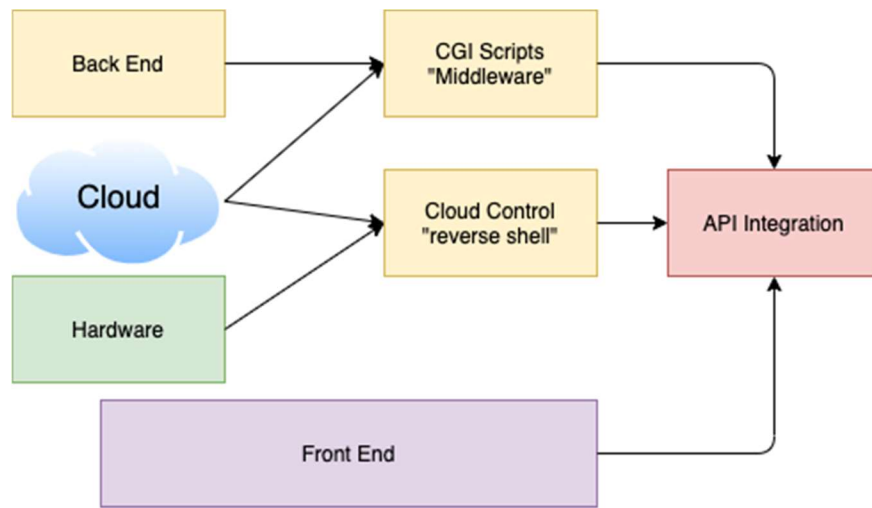 Back End
CGI Scripts
"Middleware"
Cloud
Cloud Control
"reverse shell"
API Integration
Hardware
Front End